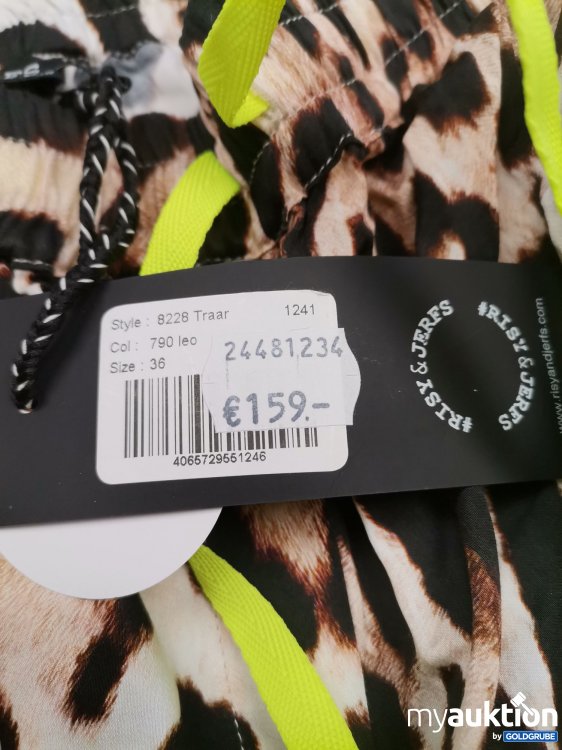 Style : 8228 Traar 1241
Col : 790 leo
Size : 36
24481234
€159.-
4065729551246
#RISY&JERFS
#RISY&JERFS
www.risyandjerfs.com
myauktion
by GOLDGRUBE